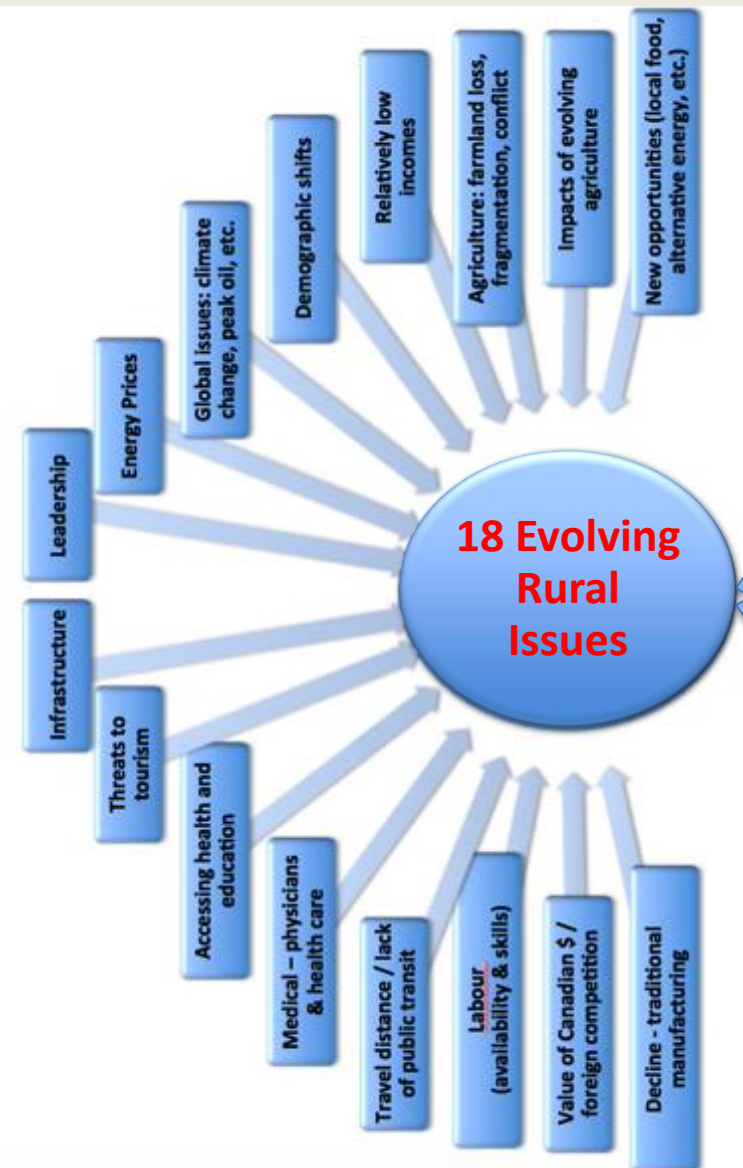 18 Evolving
Rural
Issues
Decline - traditional
manufacturing
Value of Canadian $ /
foreign competition
Labour
(availability & skills)
Travel distance / lack
of public transit
Medical – physicians
& health care
Accessing health and
education
Threats to
tourism
Infrastructure
Leadership
Energy Prices
Global issues: climate
change, peak oil, etc.
Demographic shifts
Relatively low
incomes
Agriculture: farmland loss,
fragmentation, conflict
Impacts of evolving
agriculture
New opportunities (local food,
alternative energy, etc.)